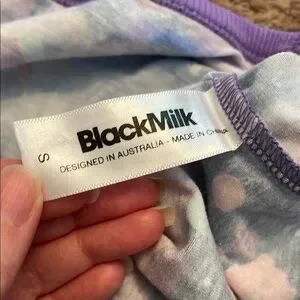 S
BlackMilk
DESIGNED IN AUSTRALIA - MADE IN CHINA